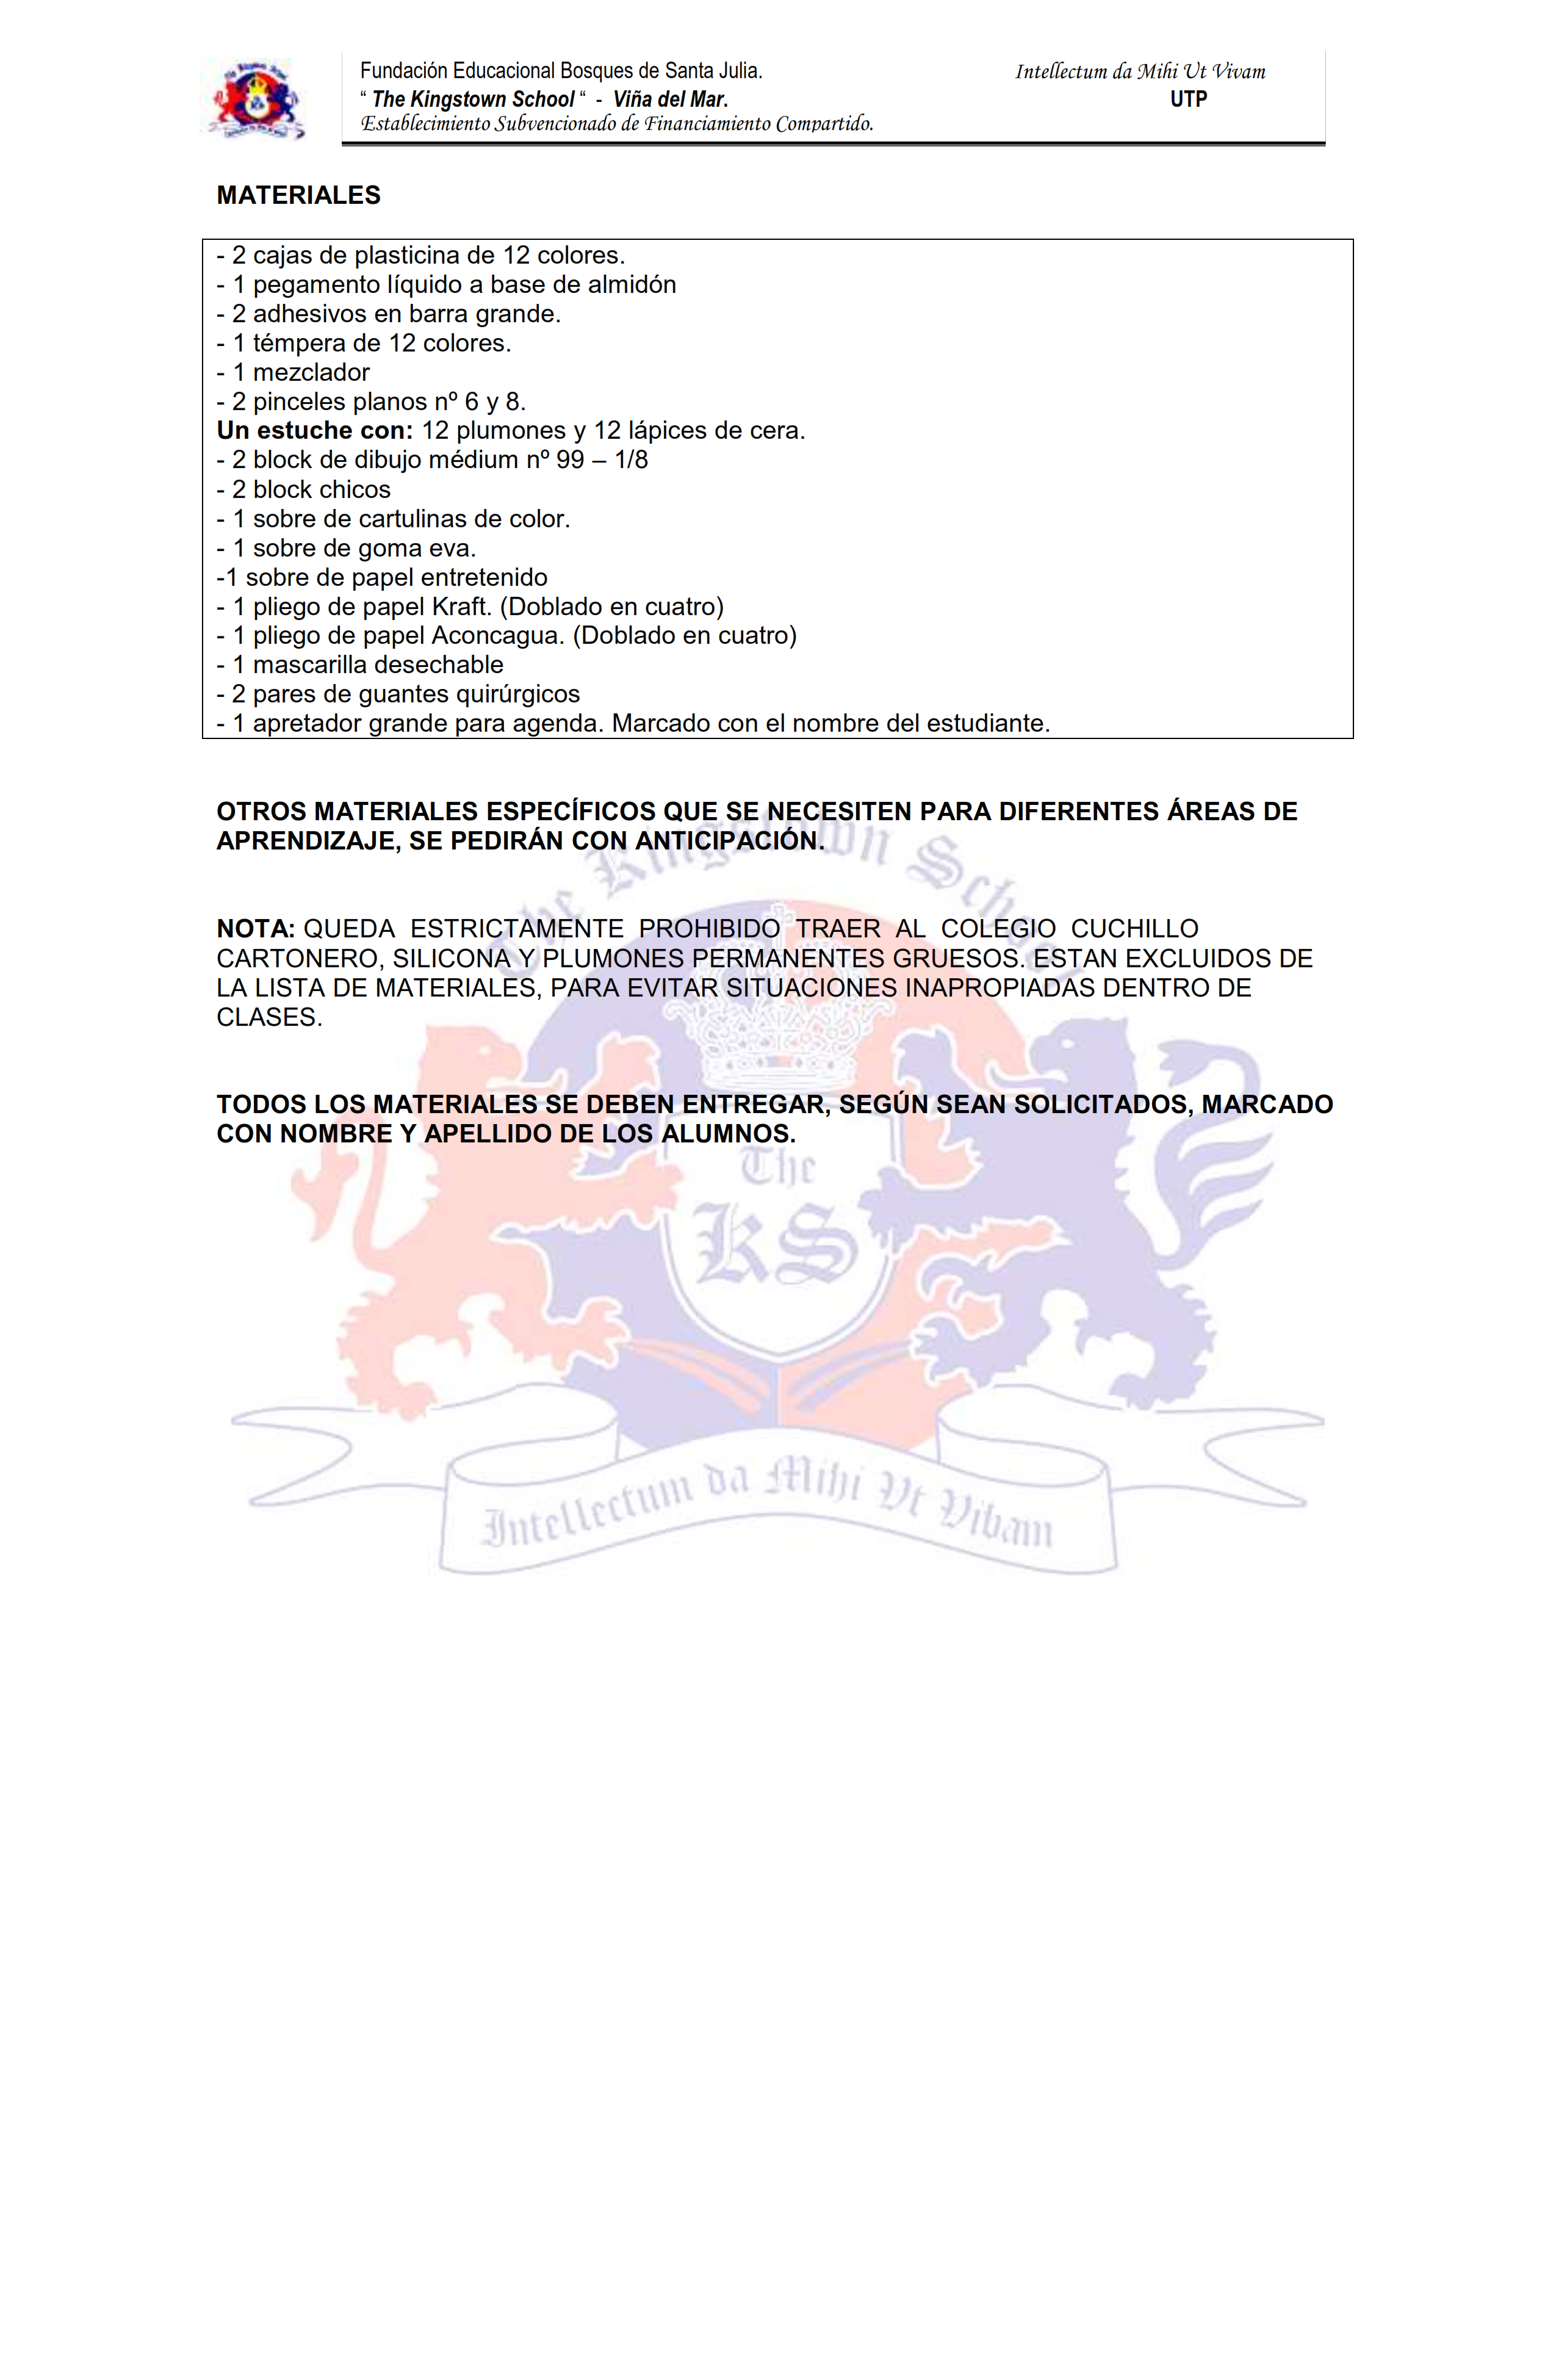 Fundación Educacional Bosques de Santa Julia. Intellectum da Mihi Ut Vivam
“ The Kingstown School “ - Viña del Mar. UTP
Establecimiento Subvencionado de Financiamiento Compartido.
MATERIALES
- 2 cajas de plasticina de 12 colores.
- 1 pegamento líquido a base de almidón
- 2 adhesivos en barra grande.
- 1 témpera de 12 colores.
- 1 mezclador
- 2 pinceles planos nº 6 y 8.
Un estuche con: 12 plumones y 12 lápices de cera.
- 2 block de dibujo médium nº 99 – 1/8
- 2 block chicos
- 1 sobre de cartulinas de color.
- 1 sobre de goma eva.
-1 sobre de papel entretenido
- 1 pliego de papel Kraft. (Doblado en cuatro)
- 1 pliego de papel Aconcagua. (Doblado en cuatro)
- 1 mascarilla desechable
- 2 pares de guantes quirúrgicos
- 1 apretador grande para agenda. Marcado con el nombre del estudiante.
OTROS MATERIALES ESPECÍFICOS QUE SE NECESITEN PARA DIFERENTES ÁREAS DE
APRENDIZAJE, SE PEDIRÁN CON ANTICIPACIÓN.
The Kingstown School
NOTA: QUEDA ESTRICTAMENTE PROHIBIDO TRAER AL COLEGIO CUCHILLO
CARTONERO, SILICONA Y PLUMONES PERMANENTES GRUESOS. ESTAN EXCLUIDOS DE
LA LISTA DE MATERIALES, PARA EVITAR SITUACIONES INAPROPIADAS DENTRO DE
CLASES.
TODOS LOS MATERIALES SE DEBEN ENTREGAR, SEGÚN SEAN SOLICITADOS, MARCADO
CON NOMBRE Y APELLIDO DE LOS ALUMNOS.
The
KS
Intellectum da Mihi Vt Vibam